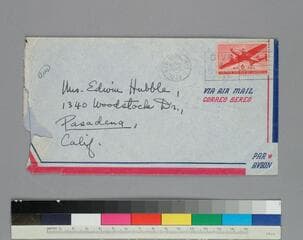 Mrs. Edwin Hubble,
1340 Woodstock Dr.,
Pasadena,
Calif.
VIA AIR MAIL
CORREO AEREO
PAR
AVION